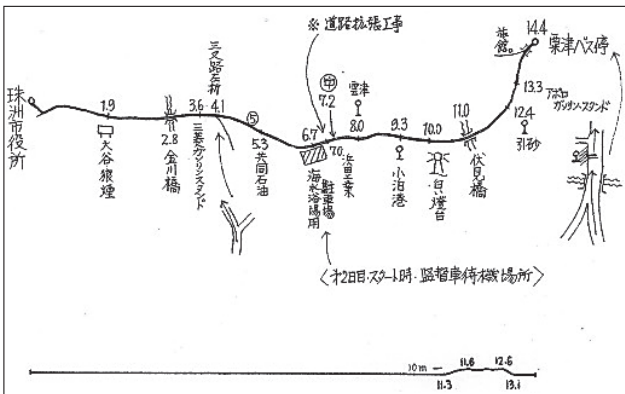 ※ 道路拡張工事
珠洲市役所
1.9
大谷狼煙
2.8
金川橋
3.6
三菱ガソリンスタンド
4.1
三叉路左折
⑤
5.3
共同石油
6.7
海水浴場用
駐車場
7.0
7.2
㊥
浜田工業
8.0
雲津
9.3
小泊港
10.0
白燈台
11.0
伏見橋
12.4
引砂
13.3
アポロ
ガソリン・スタンド
旅館。
14.4
粟津バス停
〈才2日目・スタート時・監督車待機場所〉
10m
11.3
11.6
12.6
13.1